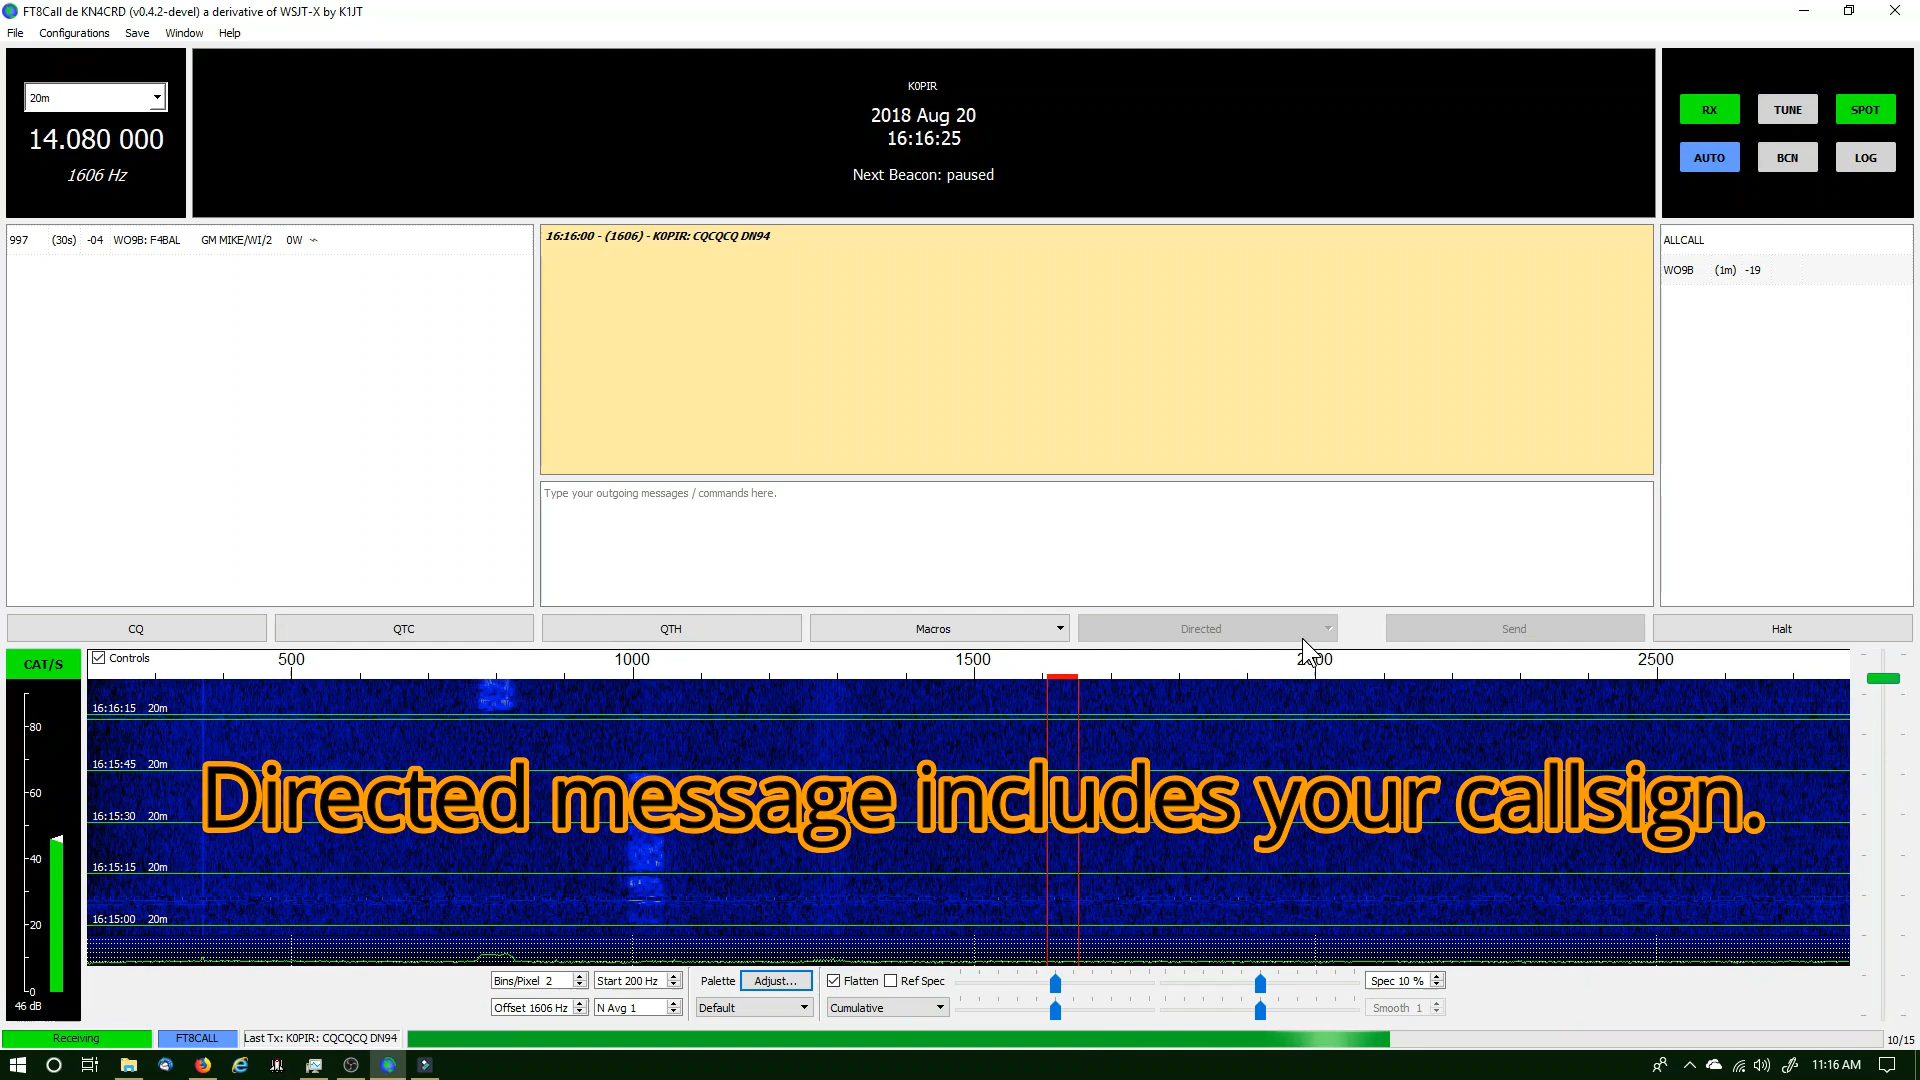 FT8Call de KN4CRD (v0.4.2-devel) a derivative of WSJT-X by K1JT
File Configurations Save Window Help
20m
14.080 000
1606 Hz
K0PIR
2018 Aug 20
16:16:25
Next Beacon: paused
RX TUNE SPOT
AUTO BCN LOG
997 (30s) -04 WO9B: F4BAL GM MIKE/WI/2 0W ~
16:16:00 - (1606) - K0PIR: CQCQCQ DN94
ALLCALL
WO9B (1m) -19
Type your outgoing messages / commands here.
CQ QTC QTH Macros Directed Send Halt
CAT/S
Controls 500 1000 1500 2000 2500
16:16:15 20m
16:15:45 20m
16:15:30 20m
16:15:15 20m
16:15:00 20m
Directed message includes your callsign.
80
60
40
20
0
46 dB
Bins/Pixel 2 Start 200 Hz Palette Adjust... Flatten Ref Spec Spec 10 %
Offset 1606 Hz N Avg 1 Default Cumulative Smooth 1
Receiving FT8CALL Last Tx: K0PIR: CQCQCQ DN94 10/15
11:16 AM